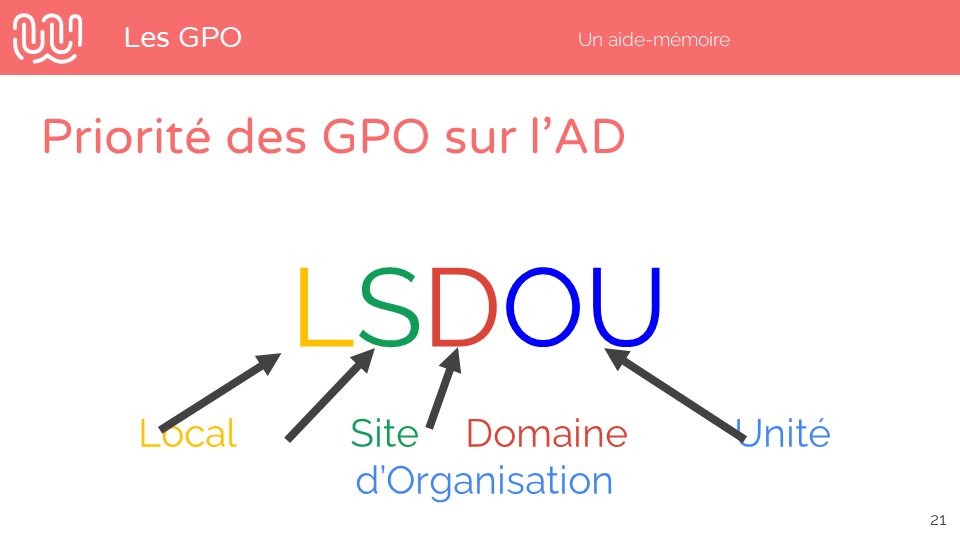 Les GPO
Un aide-mémoire
Priorité des GPO sur l’AD
LSDOU
Local Site Domaine Unité
d’Organisation
21